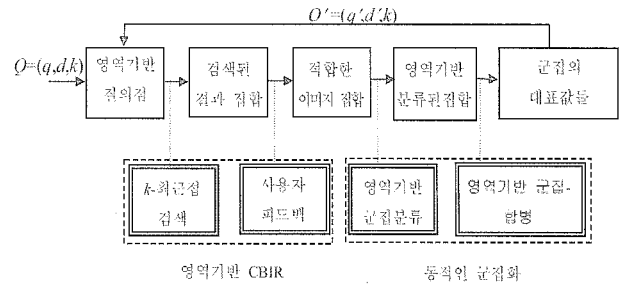 Q′=(q′,d′,k)
Q=(q,d,k)
영역기반
질의점
검색된
결과 집합
적합한
이미지 집합
영역기반
분류된집합
군집의
대표값들
k-최근접
검색
사용자
피드백
영역기반
군집분류
영역기반 군집-
합병
영역기반 CBIR
동적인 군집화